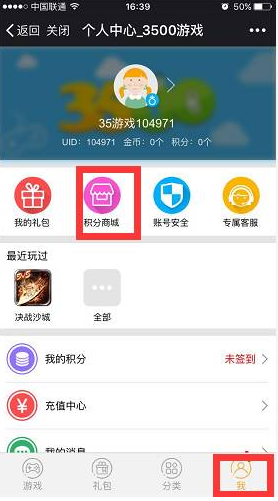 中国联通 16:39 50%
返回 关闭 个人中心_3500游戏
35游戏104971
UID：104971 金币：0个 积分：0个
我的礼包 积分商城 账号安全 专属客服
最近玩过
5V5
决战沙城 全部
我的积分 未签到
充值中心
我的消息
游戏 礼包 分类 我